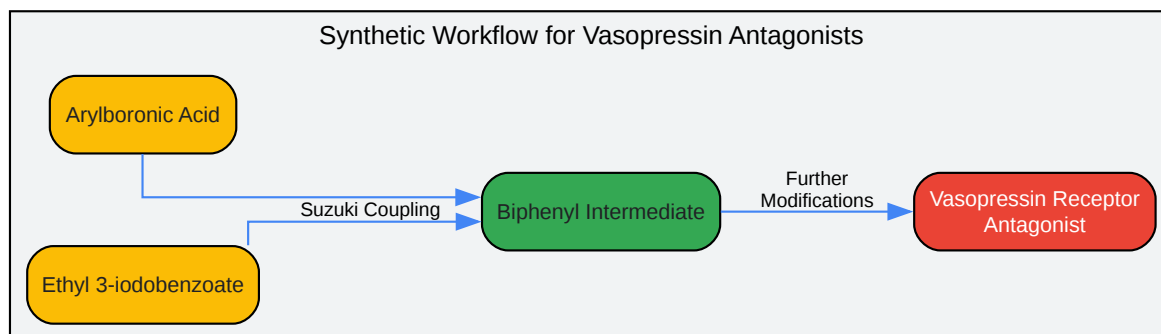 Synthetic Workflow for Vasopressin Antagonists
Arylboronic Acid
Suzuki Coupling
Ethyl 3-iodobenzoate
Biphenyl Intermediate
Further
Modifications
Vasopressin Receptor
Antagonist